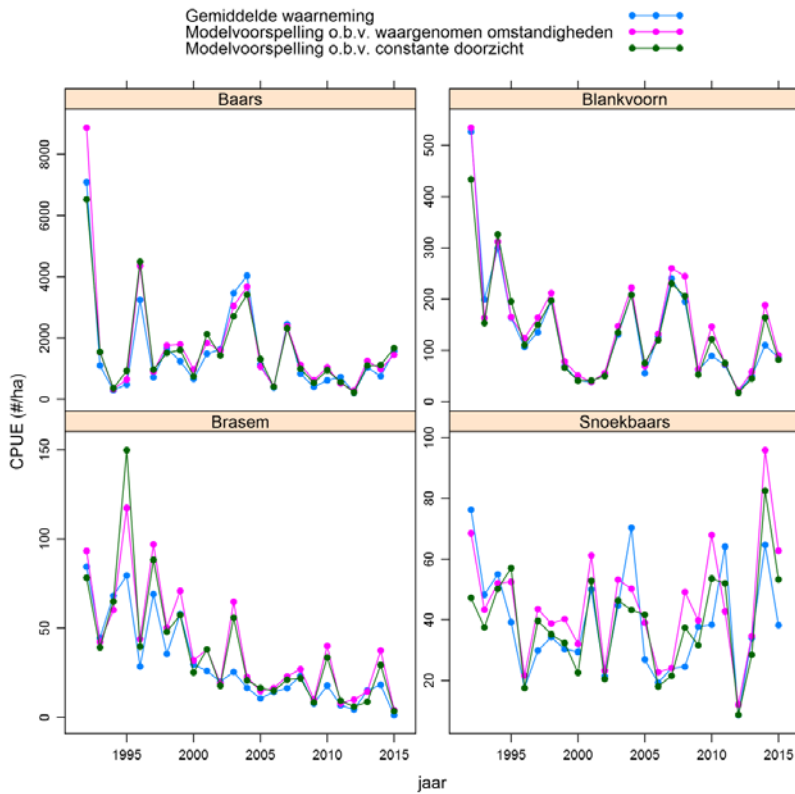 Gemiddelde waarneming
Modelvoorspelling o.b.v. waargenomen omstandigheden
Modelvoorspelling o.b.v. constante doorzicht
Baars
Blankvoorn
8000
6000
4000
2000
0
500
400
300
200
100
0
CPUE (#/ha)
Brasem
Snoekbaars
150
100
50
0
100
80
60
40
20
1995 2000 2005 2010 2015
1995 2000 2005 2010 2015
jaar